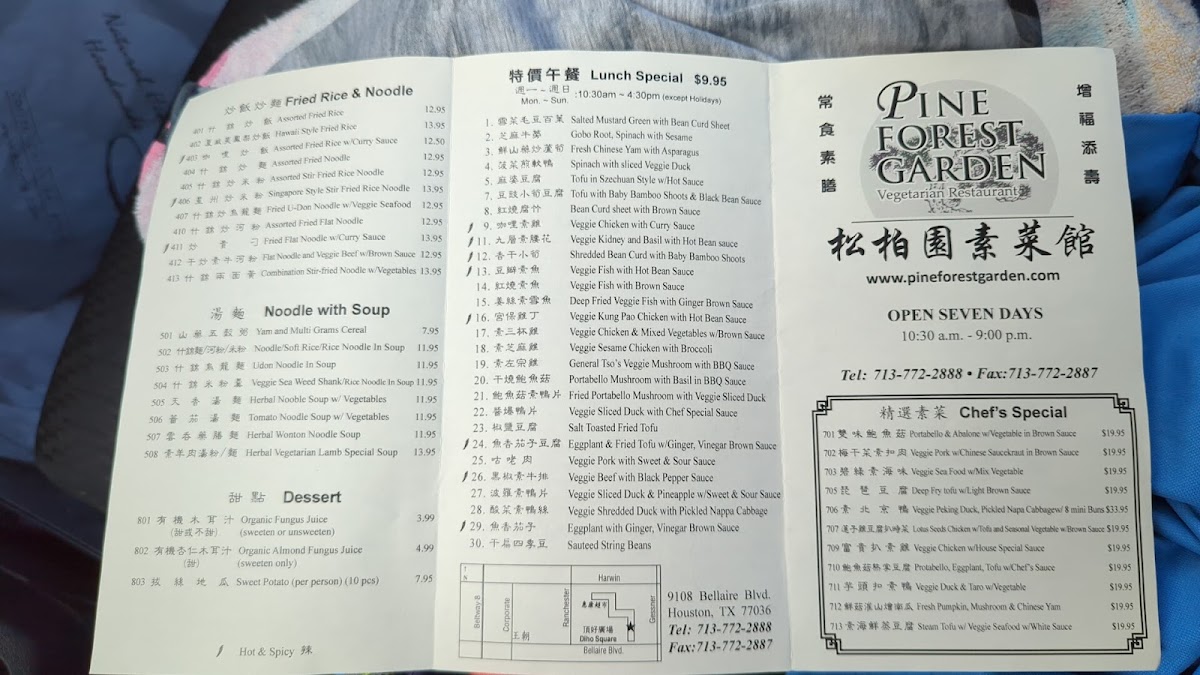 炒飯炒麵 Fried Rice & Noodle
401 什錦炒飯 Assorted Fried Rice 12.95
402 夏威夷鳳梨炒飯 Hawaii Style Fried Rice 13.95
403 咖喱炒飯 Assorted Fried Rice w/Curry Sauce 12.50
404 什錦炒麵 Assorted Fried Noodle 12.95
405 什錦炒米粉 Assorted Stir Fried Rice Noodle 12.95
406 星洲炒米粉 Singapore Style Stir Fried Rice Noodle 13.95
407 什錦炒烏龍麵 Fried U-Don Noodle w/Veggie Seafood 12.95
410 什錦炒河粉 Assorted Fried Flat Noodle 12.95
411 炒貴刁 Fried Flat Noodle w/Curry Sauce 13.95
412 干炒素牛河粉 Flat Noodle and Veggie Beef w/Brown Sauce 12.95
413 什錦兩面黃 Combination Stir-fried Noodle w/Vegetables 13.95
湯麵 Noodle with Soup
501 山藥五穀粥 Yam and Multi Grams Cereal 7.95
502 什錦麵/河粉/米粉 Noodle/Soft Rice/Rice Noodle In Soup 11.95
503 什錦烏龍麵 Udon Noodle In Soup 11.95
504 什錦米粉羹 Veggie Sea Weed Shank/Rice Noodle In Soup 11.95
505 天香湯麵 Herbal Nooble Soup w/ Vegetables 11.95
506 蕃茄湯麵 Tomato Noodle Soup w/ Vegetables 11.95
507 雲吞藥膳麵 Herbal Wonton Noodle Soup 11.95
508 素羊肉湯粉/麵 Herbal Vegetarian Lamb Special Soup 13.95
甜點 Dessert
801 有機木耳汁 Organic Fungus Juice 3.99
(甜或不甜) (sweeten or unsweeten)
802 有機杏仁木耳汁 Organic Almond Fungus Juice 4.99
(甜) (sweeten only)
803 拔絲地瓜 Sweet Potato (per person) (10 pcs) 7.95
Hot & Spicy 辣
特價午餐 Lunch Special $9.95
週一~週日
Mon. ~ Sun. :10:30am ~ 4:30pm (except Holidays)
1. 雪菜毛豆百葉 Salted Mustard Green with Bean Curd Sheet
2. 芝麻牛蒡 Gobo Root, Spinach with Sesame
3. 鮮山藥炒蘆筍 Fresh Chinese Yam with Asparagus
4. 菠菜煎軟鴨 Spinach with sliced Veggie Duck
5. 麻婆豆腐 Tofu in Szechuan Style w/Hot Sauce
7. 豆豉小筍豆腐 Tofu with Baby Bamboo Shoots & Black Bean Sauce
8. 紅燒腐竹 Bean Curd sheet with Brown Sauce
9. 咖哩素雞 Veggie Chicken with Curry Sauce
11. 九層素腰花 Veggie Kidney and Basil with Hot Bean sauce
12. 香干小筍 Shredded Bean Curd with Baby Bamboo Shoots
13. 豆瓣素魚 Veggie Fish with Hot Bean Sauce
14. 紅燒素魚 Veggie Fish with Brown Sauce
15. 姜絲素雪魚 Deep Fried Veggie Fish with Ginger Brown Sauce
16. 宮保雞丁 Veggie Kung Pao Chicken with Hot Bean Sauce
17. 素三杯雞 Veggie Chicken & Mixed Vegetables w/Brown Sauce
18. 素芝麻雞 Veggie Sesame Chicken with Broccoli
19. 素左宗雞 General Tso's Veggie Mushroom with BBQ Sauce
20. 干燒鮑魚菇 Portabello Mushroom with Basil in BBQ Sauce
21. 鮑魚菇素鴨片 Fried Portabello Mushroom with Veggie Sliced Duck
22. 醬爆鴨片 Veggie Sliced Duck with Chef Special Sauce
23. 椒鹽豆腐 Salt Toasted Fried Tofu
24. 魚香茄子豆腐 Eggplant & Fried Tofu w/Ginger, Vinegar Brown Sauce
25. 咕咾肉 Veggie Pork with Sweet & Sour Sauce
26. 黑椒素牛排 Veggie Beef with Black Pepper Sauce
27. 波羅素鴨片 Veggie Sliced Duck & Pineapple w/Sweet & Sour Sauce
28. 酸菜素鴨絲 Veggie Shredded Duck with Pickled Nappa Cabbage
29. 魚香茄子 Eggplant with Ginger, Vinegar Brown Sauce
30. 干扁四季豆 Sauteed String Beans
Beltway 8
Corporate
王朝
Ranchester
Harwin
惠康超市
頂好廣場
Diho Square
Gessner
Bellaire Blvd.
9108 Bellaire Blvd.
Houston, TX 77036
Tel: 713-772-2888
Fax:713-772-2887
常食素膳
增福添壽
PINE
FOREST
GARDEN
Vegetarian Restaurant
松柏園素菜館
www.pineforestgarden.com
OPEN SEVEN DAYS
10:30 a.m. - 9:00 p.m.
Tel: 713-772-2888 • Fax:713-772-2887
精選素菜 Chef's Special
701 雙味鮑魚菇 Portabello & Abalone w/Vegetable in Brown Sauce $19.95
702 梅干菜素扣肉 Veggie Pork w/Chinese Saucekraut in Brown Sauce $19.95
703 碧綠素海味 Veggie Sea Food w/Mix Vegetable $19.95
705 琵琶豆腐 Deep Fry tofu w/Light Brown Sauce $19.95
706 素北京鴨 Veggie Peking Duck, Pickled Napa Cabbagew/ 8 mini Buns $33.95
707 蓮子雞豆腐扒時菜 Lotus Seeds Chicken w/Tofu and Seasonal Vegetable w/Brown Sauce $19.95
709 富貴扒素雞 Veggie Chicken w/House Special Sauce $19.95
710 鮑魚菇熬家豆腐 Protabello, Eggplant, Tofu w/Chef's Sauce $19.95
711 芋頭扣素鴨 Veggie Duck & Taro w/Vegetable $19.95
712 鮮菇淮山燴南瓜 Fresh Pumpkin, Mushroom & Chinese Yam $19.95
713 素海鮮蒸豆腐 Steam Tofu w/Veggie Seafood w/White Sauce $19.95